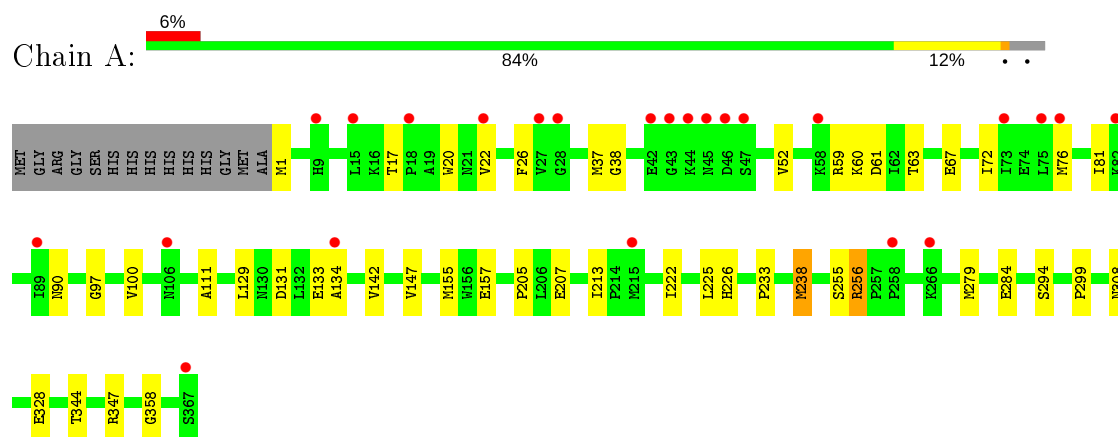 6%
Chain A:
84% 12% • •
MET GLY ARG GLY SER HIS HIS HIS HIS HIS HIS GLY MET ALA M1 H9 L15 K16 T17 P18 A19 W20 N21 V22 F26 V27 G28 M37 G38 E42 G43 K44 N45 D46 S47 V52 K58 R59 K60 D61 I62 T63 E67 I72 I73 E74 L75 M76 I81 K82
I89 N90 G97 V100 N106 A111 L129 N130 D131 L132 E133 A134 V142 V147 M155 W156 E157 P205 L206 E207 I213 P214 M215 I222 L225 H226 P233 M238 S255 R256 P257 P258 K266 M279 E284 S294 P299 N308
E328 T344 R347 G358 S367